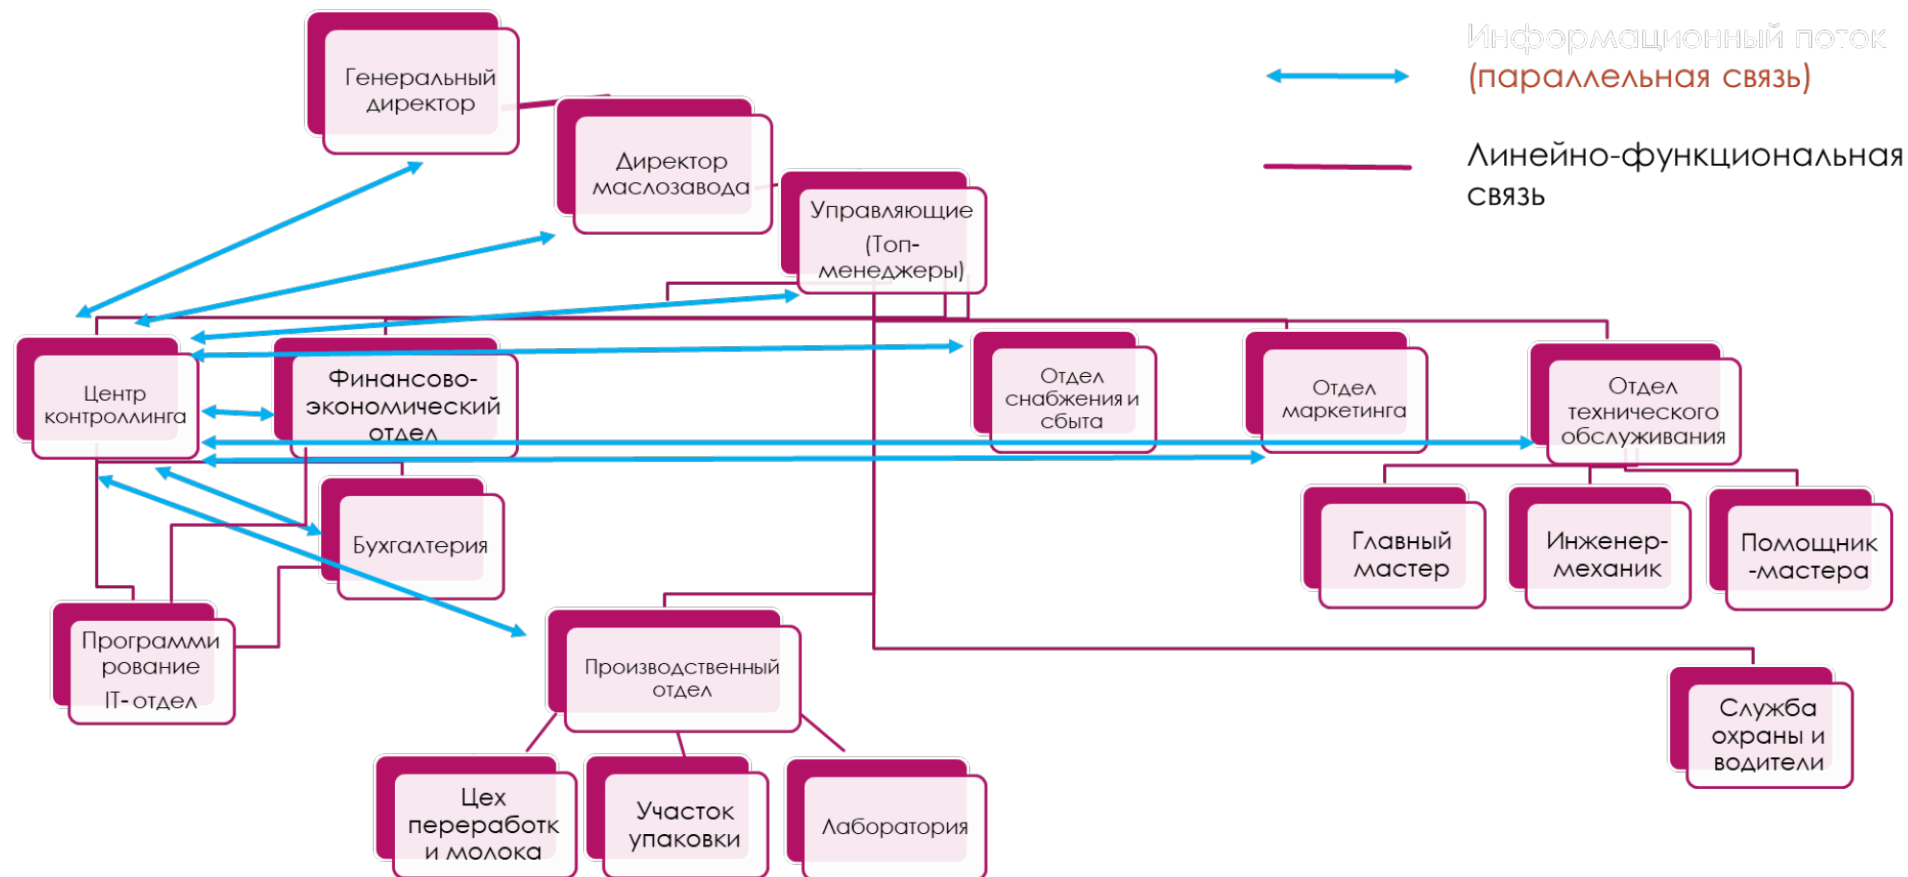 Генеральный
директор
Информационный поток
(параллельная связь)
Линейно-функциональная
связь
Директор
маслозавода
Управляющие
(Топ-
менеджеры)
Центр
контроллинга
Финансово-
экономический
отдел
Отдел
снабжения и
сбыта
Отдел
маркетинга
Отдел
технического
обслуживания
Бухгалтерия
Главный
мастер
Инженер-
механик
Помощник
-мастера
Программи
рование
IT- отдел
Производственный
отдел
Служба
охраны и
водители
Цех
переработк
и молока
Участок
упаковки
Лаборатория